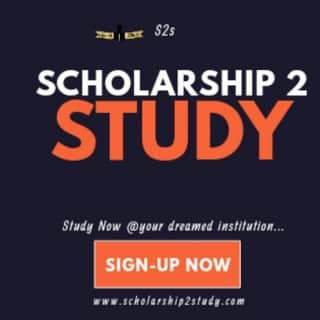 S2s
SCHOLARSHIP 2
STUDY
Study Now @your dreamed institution...
SIGN-UP NOW
www.scholarship2study.com